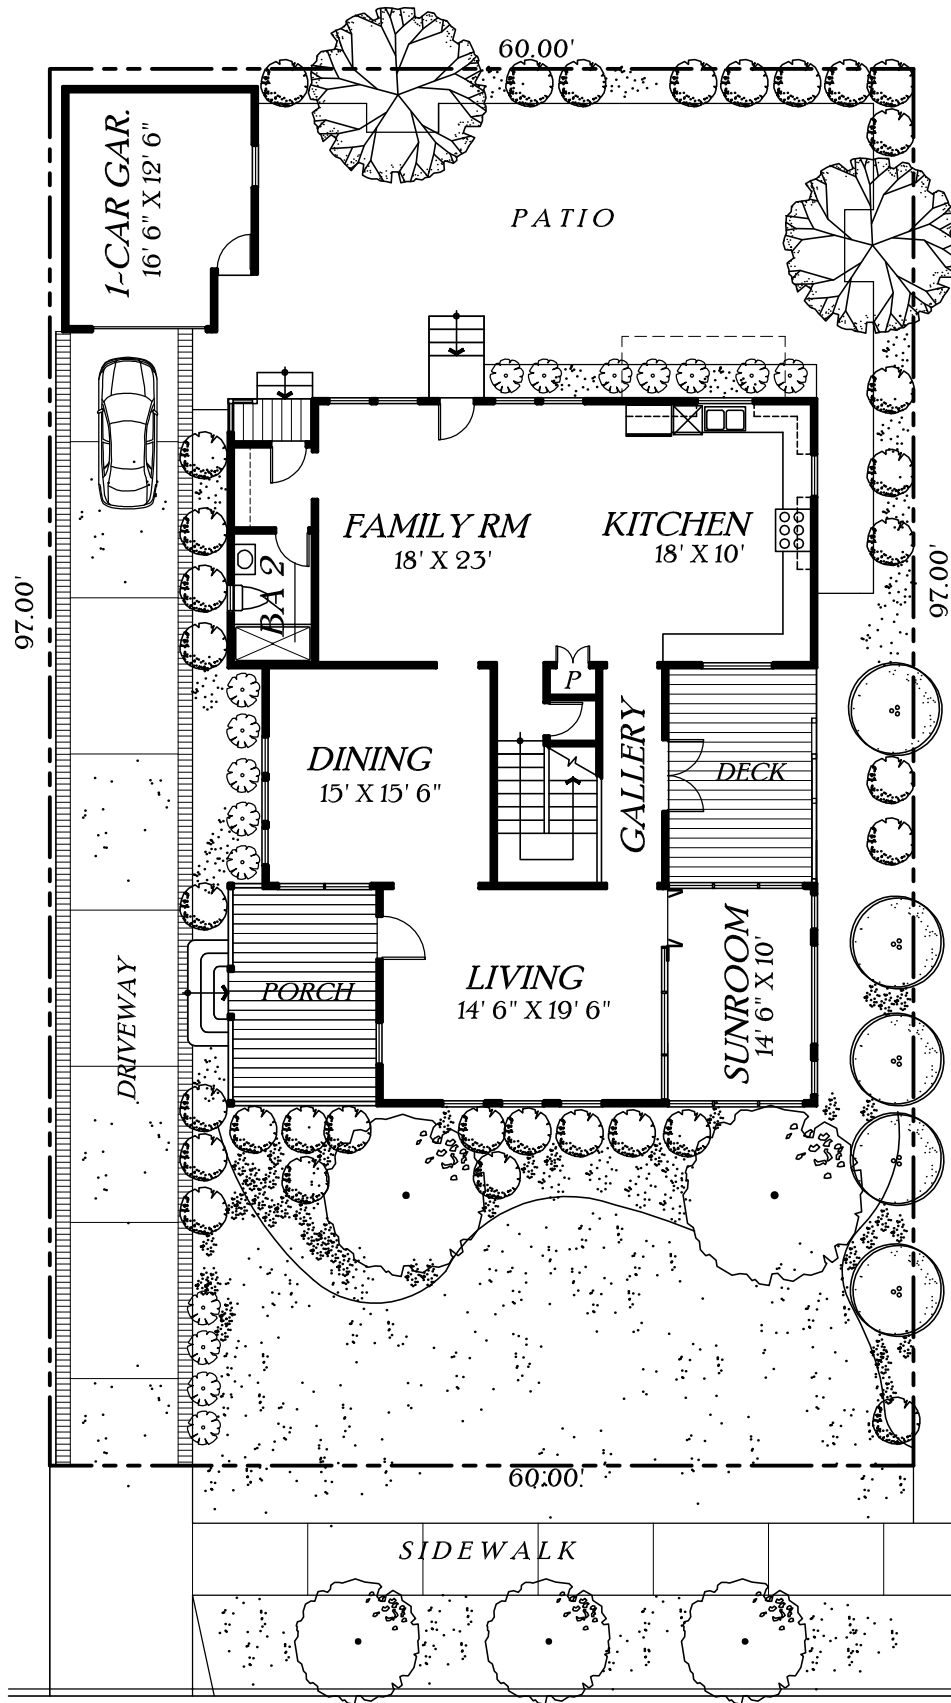 60.00'
1-CAR GAR.
16' 6" X 12' 6"
PATIO
FAMILY RM
18' X 23'
KITCHEN
18' X 10'
97.00'
97.00'
BA 2
P
DINING
15' X 15' 6"
GALLERY
DECK
LIVING
14' 6" X 19' 6"
PORCH
SUNROOM
14' 6" X 10'
DRIVEWAY
60.00'
SIDEWALK